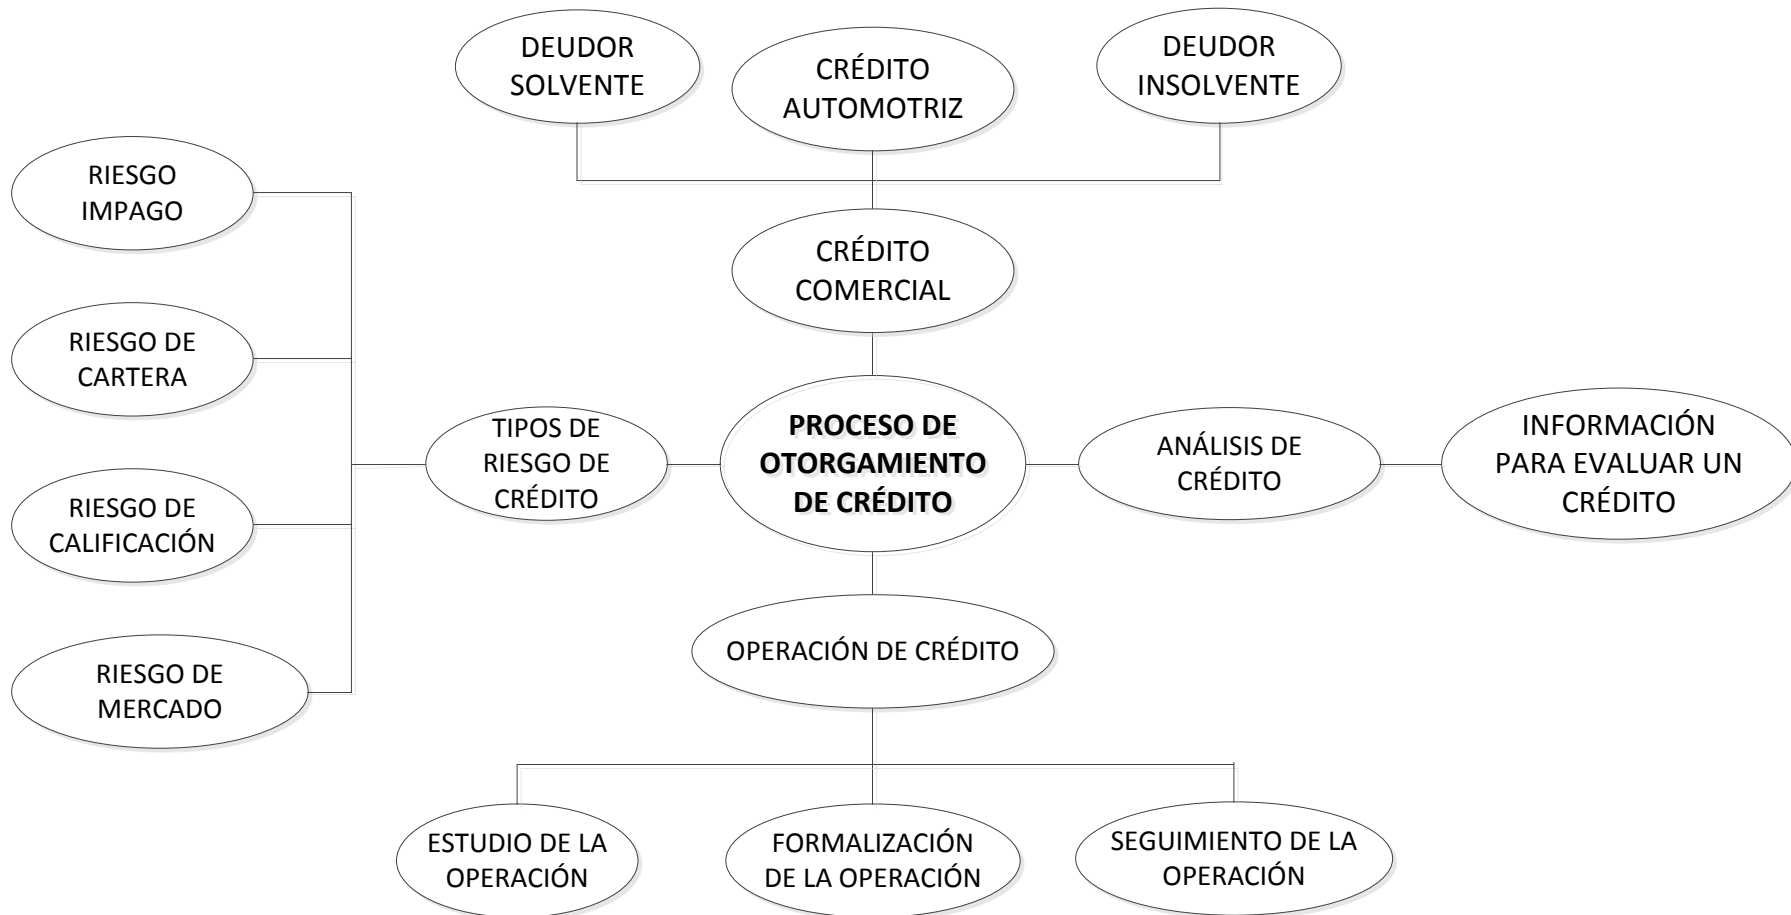 DEUDOR
SOLVENTE
CRÉDITO
AUTOMOTRIZ
DEUDOR
INSOLVENTE
RIESGO
IMPAGO
CRÉDITO
COMERCIAL
RIESGO DE
CARTERA
TIPOS DE
RIESGO DE
CRÉDITO
PROCESO DE
OTORGAMIENTO
DE CRÉDITO
ANÁLISIS DE
CRÉDITO
INFORMACIÓN
PARA EVALUAR UN
CRÉDITO
RIESGO DE
CALIFICACIÓN
RIESGO DE
MERCADO
OPERACIÓN DE CRÉDITO
ESTUDIO DE LA
OPERACIÓN
FORMALIZACIÓN
DE LA OPERACIÓN
SEGUIMIENTO DE LA
OPERACIÓN